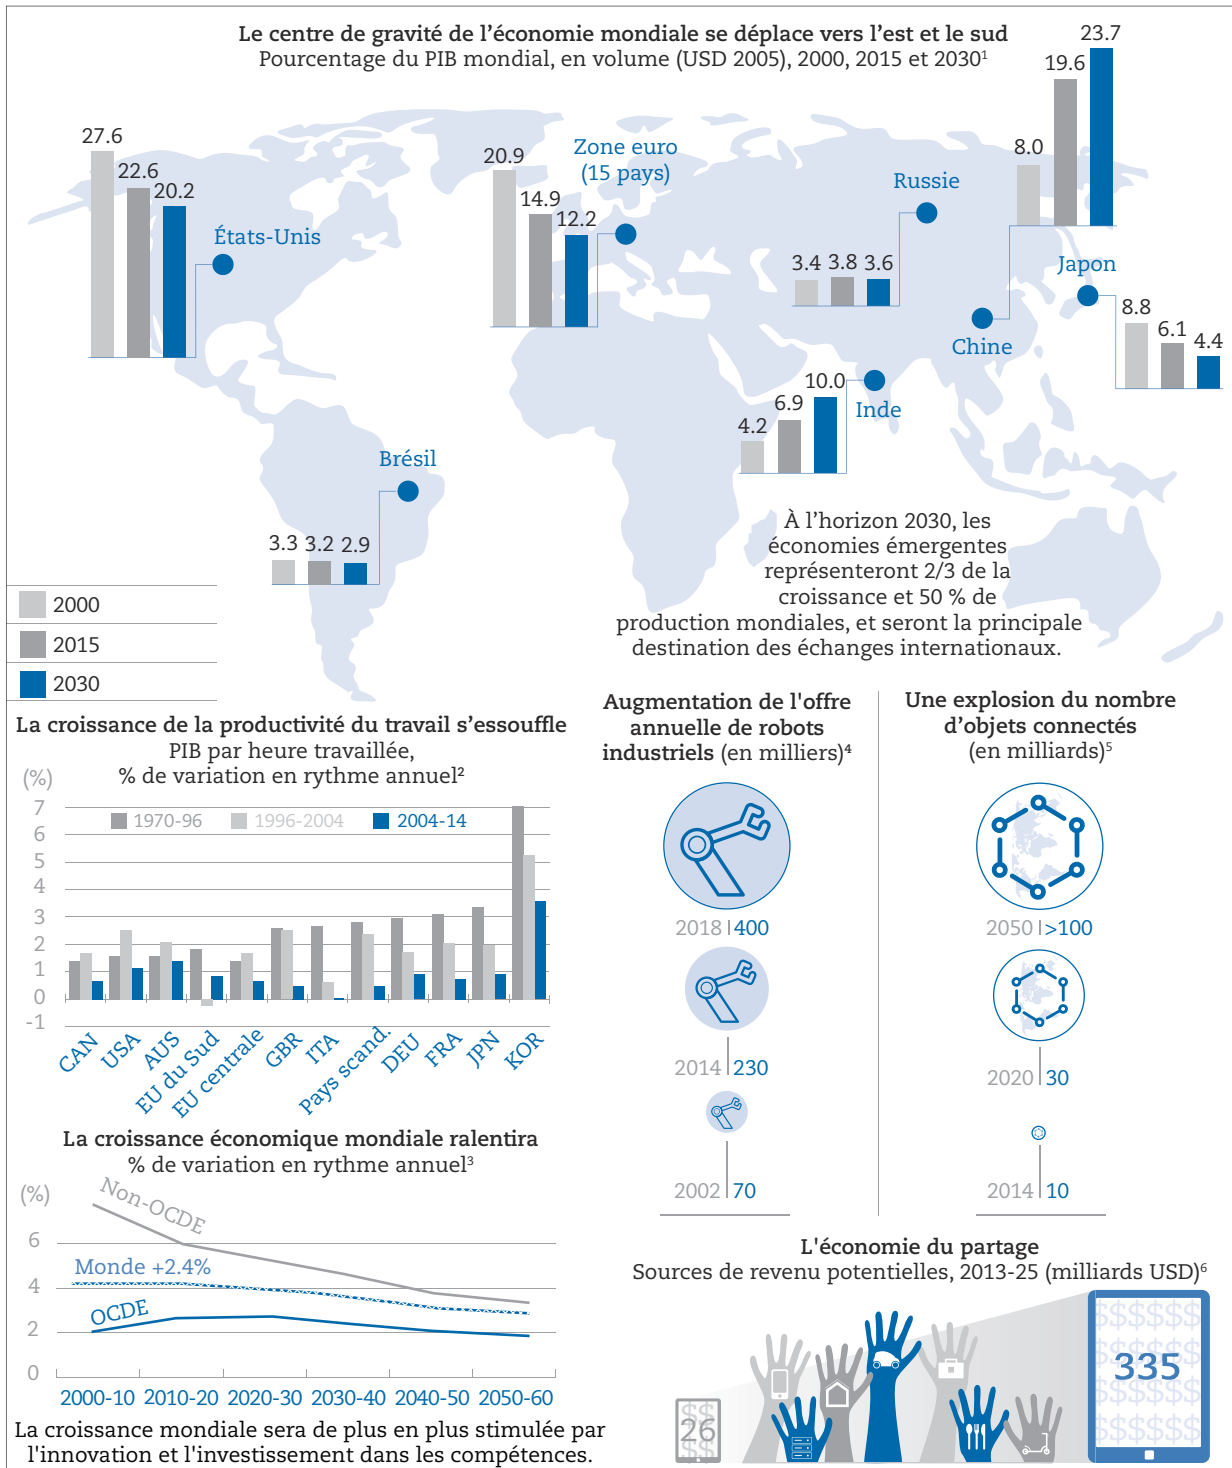 Le centre de gravité de l'économie mondiale se déplace vers l'est et le sud
Pourcentage du PIB mondial, en volume (USD 2005), 2000, 2015 et 2030¹
27.6
22.6
20.2
États-Unis
20.9
14.9
12.2
Zone euro
(15 pays)
Russie
3.4 3.8 3.6
8.0
19.6
23.7
Chine
Japon
8.8
6.1
4.4
Inde
4.2
6.9
10.0
Brésil
3.3 3.2 2.9
À l'horizon 2030, les
économies émergentes
représenteront 2/3 de la
croissance et 50 % de
production mondiales, et seront la principale
destination des échanges internationaux.
2000
2015
2030
La croissance de la productivité du travail s'essouffle
PIB par heure travaillée,
% de variation en rythme annuel²
(%)
1970-96 1996-2004 2004-14
7
6
5
4
3
2
1
0
-1
CAN
USA
AUS
EU du Sud
EU centrale
GBR
ITA
Pays scand.
DEU
FRA
JPN
KOR
La croissance économique mondiale ralentira
% de variation en rythme annuel³
(%)
Non-OCDE
6
Monde +2.4%
4
OCDE
2
0
2000-10 2010-20 2020-30 2030-40 2040-50 2050-60
La croissance mondiale sera de plus en plus stimulée par
l'innovation et l'investissement dans les compétences.
Augmentation de l'offre
annuelle de robots
industriels (en milliers)⁴
2018 400
2014 230
2002 70
Une explosion du nombre
d'objets connectés
(en milliards)⁵
2050 >100
2020 30
2014 10
L'économie du partage
Sources de revenu potentielles, 2013-25 (milliards USD)⁶
$$
26
$$
$$$$$$
335
$$$$$$
$$$$$$